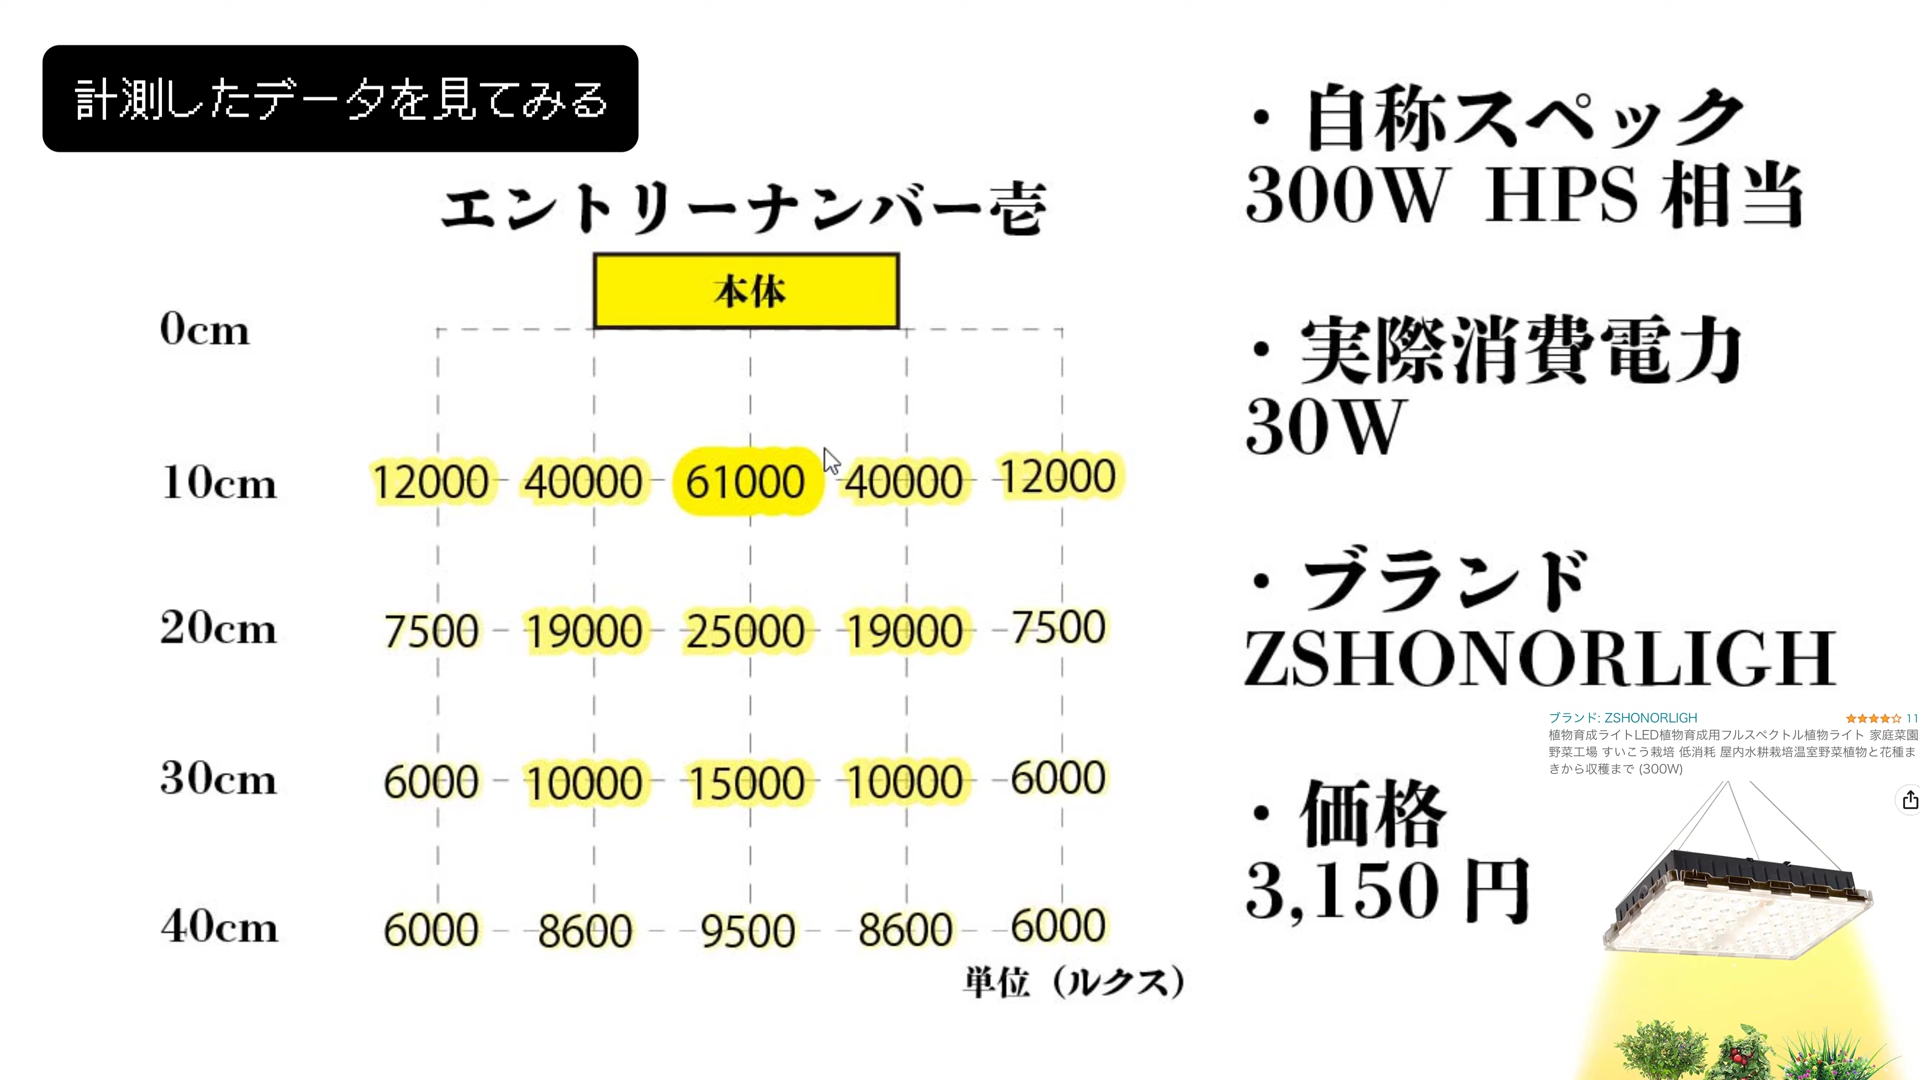 計測したデータを見てみる
エントリーナンバー壱
本体
0cm
10cm 12000 40000 61000 40000 12000
20cm 7500 19000 25000 19000 7500
30cm 6000 10000 15000 10000 6000
40cm 6000 8600 9500 8600 6000
単位（ルクス）
・自称スペック
300W HPS 相当
・実際消費電力
30W
・ブランド
ZSHONORLIGH
ブランド: ZSHONORLIGH 11
植物育成ライトLED植物育成用フルスペクトル植物ライト 家庭菜園
野菜工場 すいこう栽培 低消耗 屋内水耕栽培温室野菜植物と花種ま
きから収穫まで (300W)
・価格
3,150 円